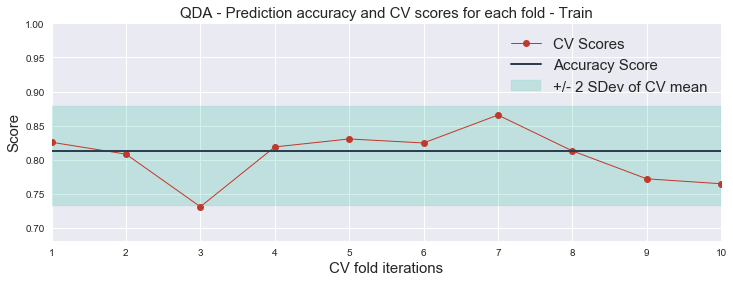 QDA - Prediction accuracy and CV scores for each fold - Train
1.00
0.95
0.90
0.85
0.80
0.75
0.70
Score
CV Scores
Accuracy Score
+/- 2 SDev of CV mean
1 2 3 4 5 6 7 8 9 10
CV fold iterations